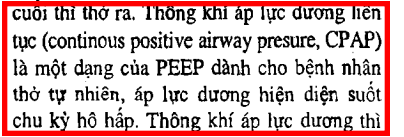 cuối thì thở ra. Thông khí áp lực dương liên
tục (continous positive airway presure, CPAP)
là một dạng của PEEP dành cho bệnh nhân
thở tự nhiên, áp lực dương hiện diện suốt
chu kỳ hô hấp. Thông khí áp lực dương thì